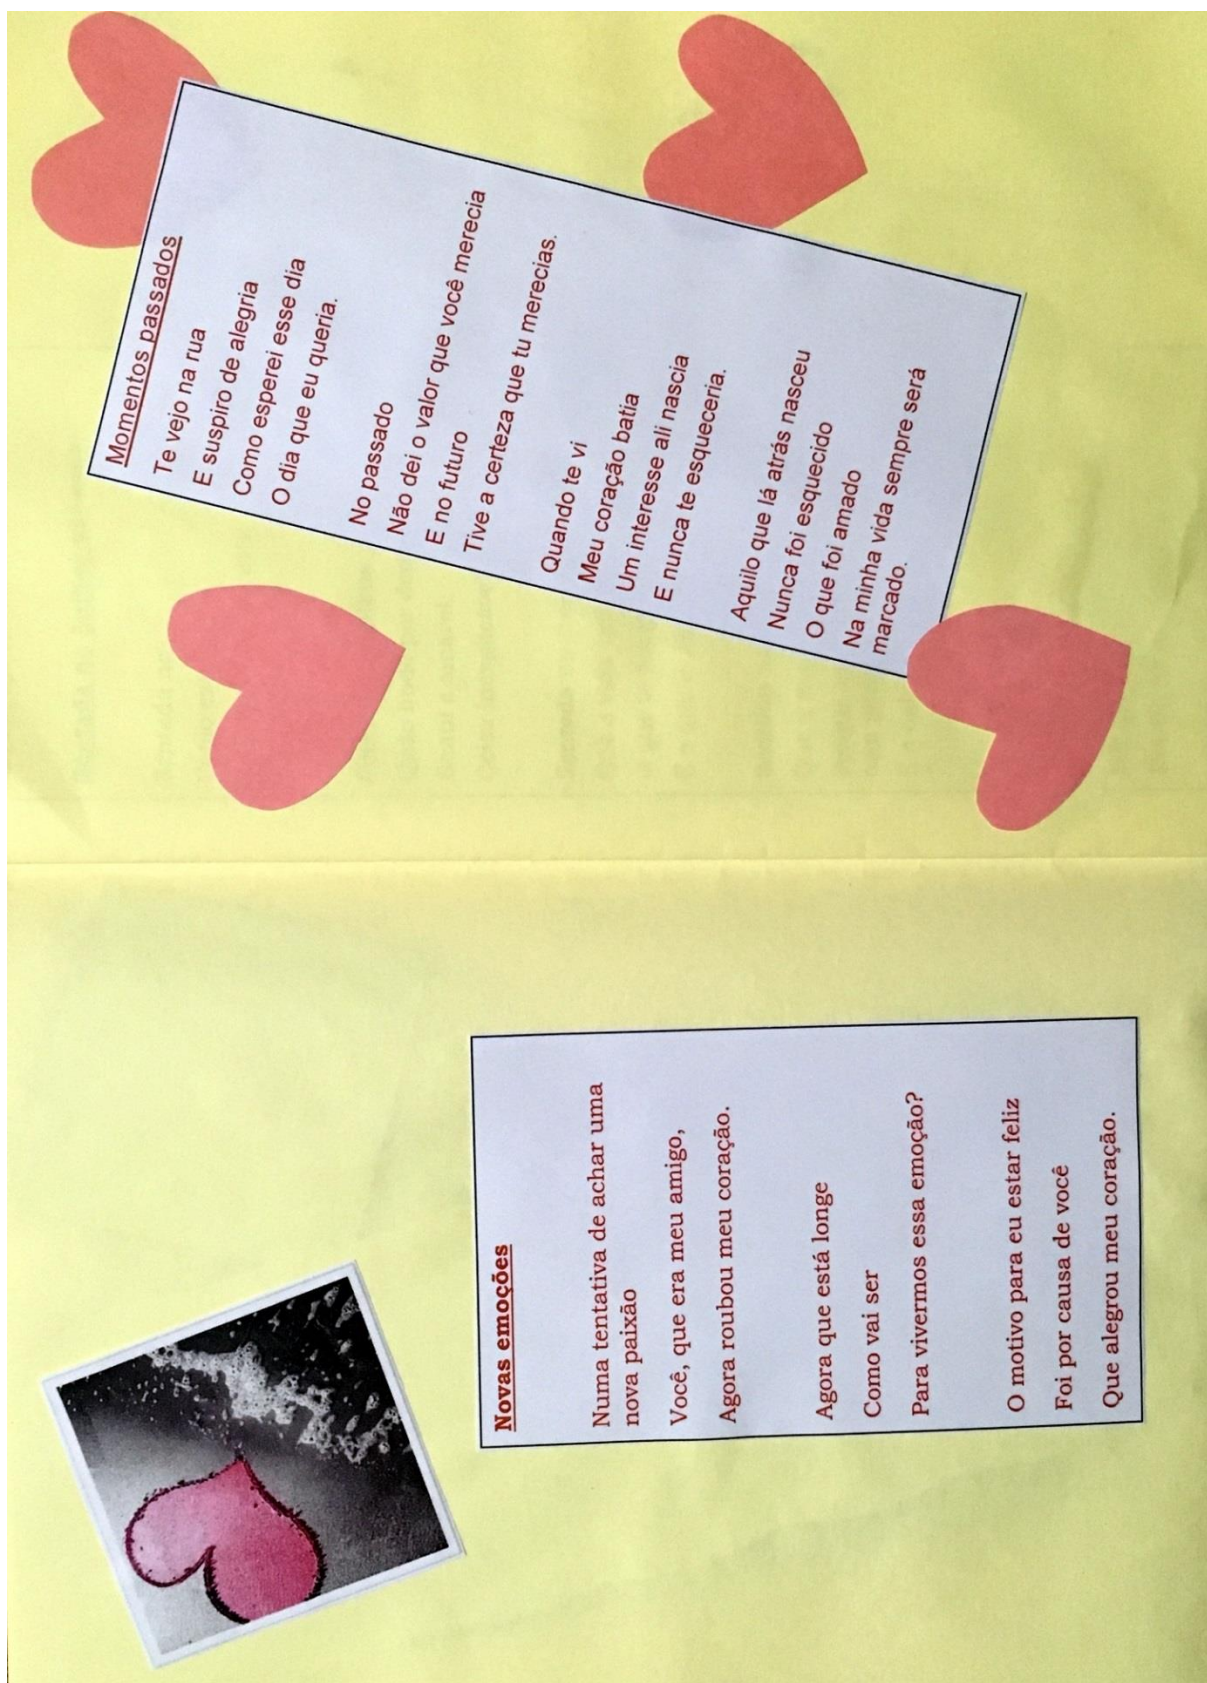 Novas emoções
Numa tentativa de achar uma
nova paixão
Você, que era meu amigo,
Agora roubou meu coração.
Agora que está longe
Como vai ser
Para vivermos essa emoção?
O motivo para eu estar feliz
Foi por causa de você
Que alegrou meu coração.
Momentos passados
Te vejo na rua
E suspiro de alegria
Como esperei esse dia
O dia que eu queria.
No passado
Não dei o valor que você merecia
E no futuro
Tive a certeza que tu merecias.
Quando te vi
Meu coração batia
Um interesse ali nascia
E nunca te esqueceria.
Aquilo que lá atrás nasceu
Nunca foi esquecido
O que foi amado
Na minha vida sempre será
marcado.